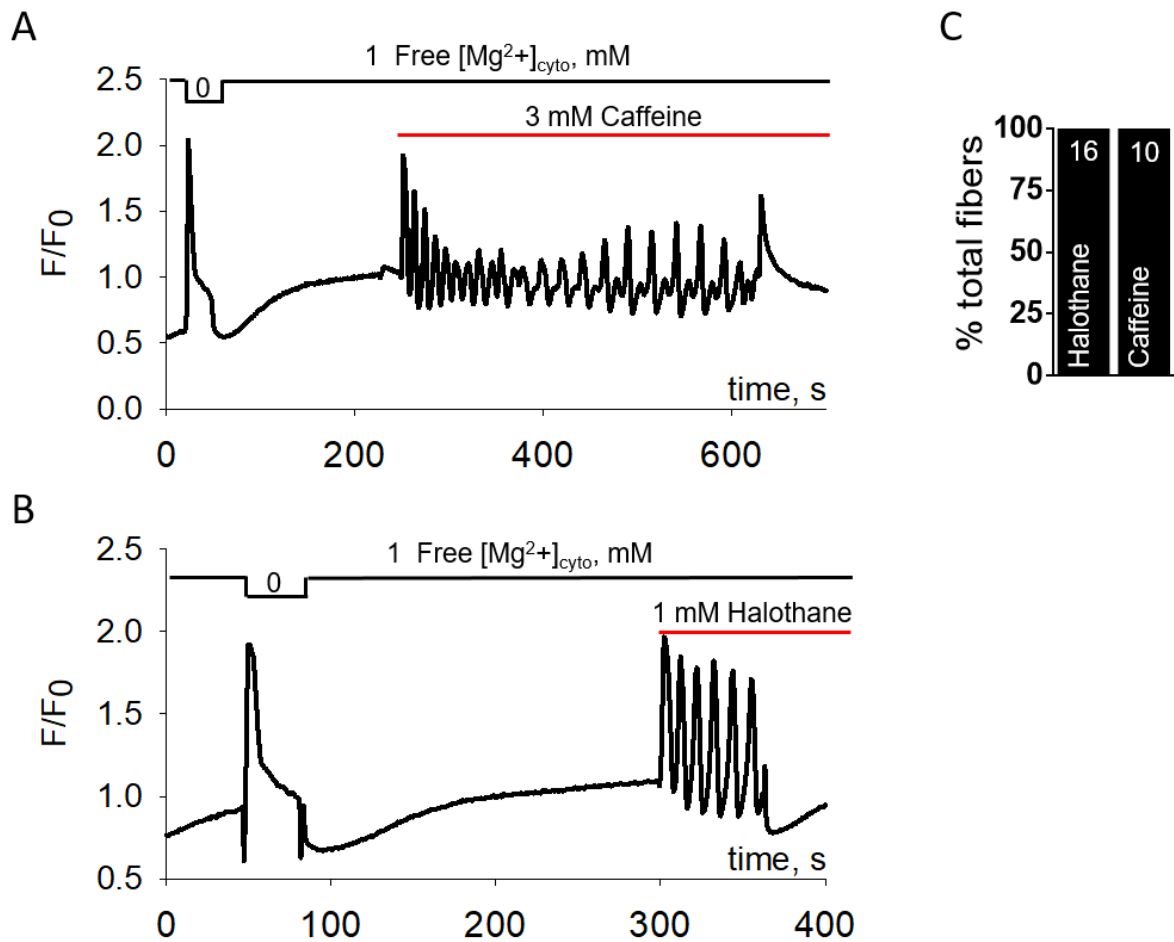 A
1 Free [Mg²⁺]cyto, mM
0
3 mM Caffeine
2.5
2.0
1.5
1.0
0.5
0.0
F/F0
time, s
0 200 400 600
C
100
75
50
25
0
% total fibers
16 10
Halothane
Caffeine
B
1 Free [Mg²⁺]cyto, mM
0
1 mM Halothane
2.5
2.0
1.5
1.0
0.5
F/F0
time, s
0 100 200 300 400